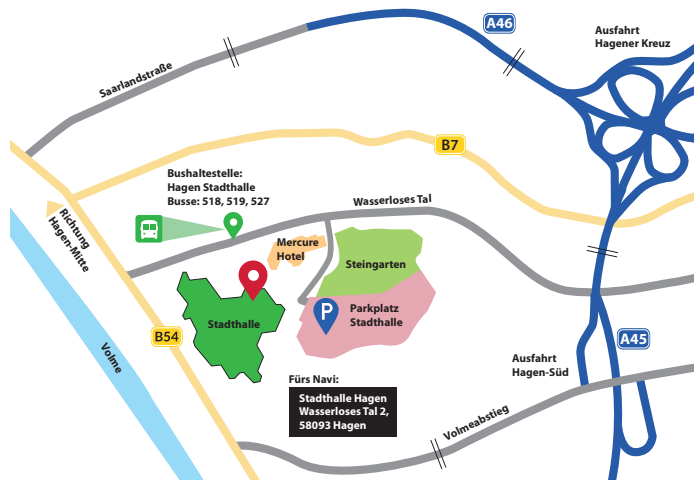 A46
Ausfahrt
Hagener Kreuz
Saarlandstraße
B7
Bushaltestelle:
Hagen Stadthalle
Busse: 518, 519, 527
Wasserloses Tal
Richtung
Hagen-Mitte
Mercure
Hotel
Steingarten
Parkplatz
Stadthalle
P
Stadthalle
B54
Volme
A45
Ausfahrt
Hagen-Süd
Fürs Navi:
Stadthalle Hagen
Wasserloses Tal 2,
58093 Hagen
Volmeabstieg